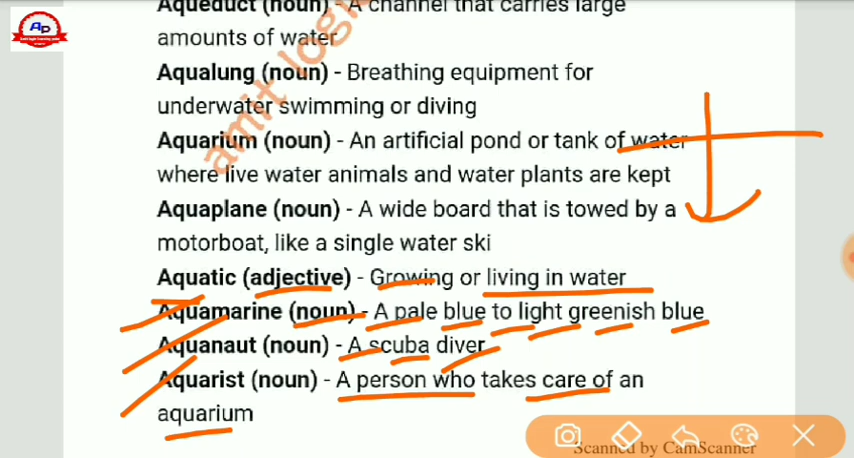 Aqueduct (noun) - A channel that carries large
amounts of water
Aqualung (noun) - Breathing equipment for
underwater swimming or diving
Aquarium (noun) - An artificial pond or tank of water
where live water animals and water plants are kept
Aquaplane (noun) - A wide board that is towed by a
motorboat, like a single water ski
Aquatic (adjective) - Growing or living in water
Aquamarine (noun) - A pale blue to light greenish blue
Aquanaut (noun) - A scuba diver
Aquarist (noun) - A person who takes care of an
aquarium
Scanned by CamScanner
AP
amit logi